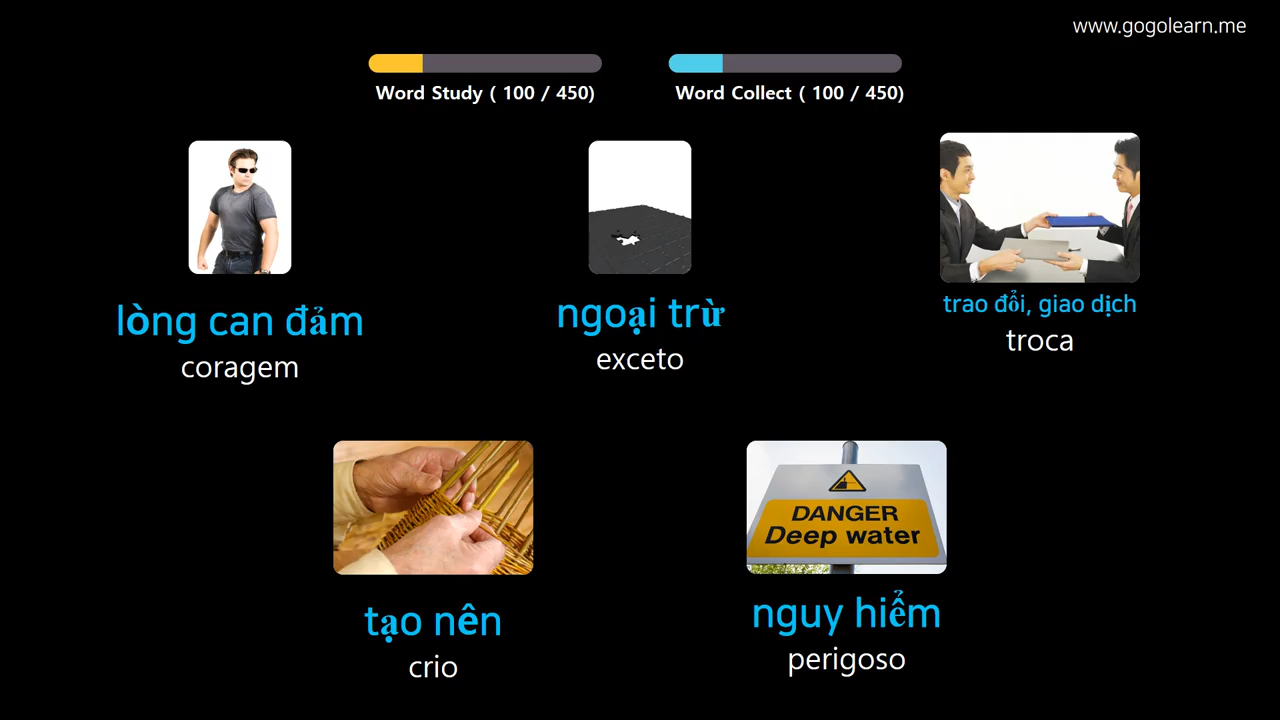 www.gogolearn.me
Word Study ( 100 / 450)
Word Collect ( 100 / 450)
lòng can đảm
coragem
ngoại trừ
exceto
trao đổi, giao dịch
troca
tạo nên
crio
DANGER
Deep water
nguy hiểm
perigoso